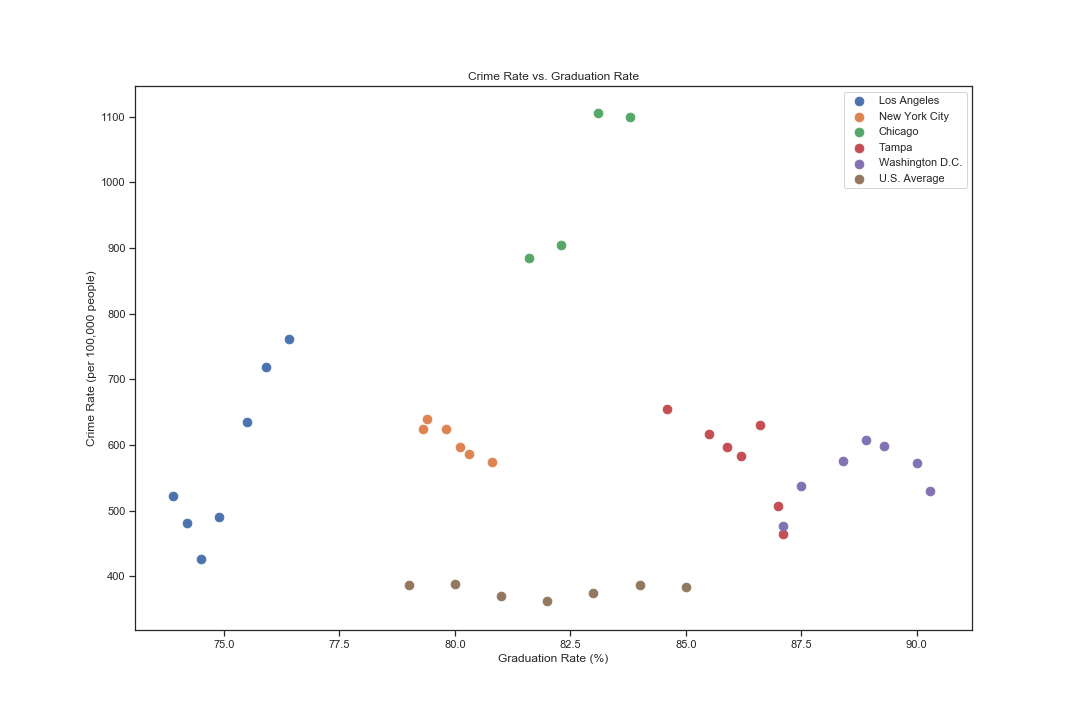 Crime Rate vs. Graduation Rate
Los Angeles
New York City
Chicago
Tampa
Washington D.C.
U.S. Average
Crime Rate (per 100,000 people)
1100
1000
900
800
700
600
500
400
75.0 77.5 80.0 82.5 85.0 87.5 90.0
Graduation Rate (%)